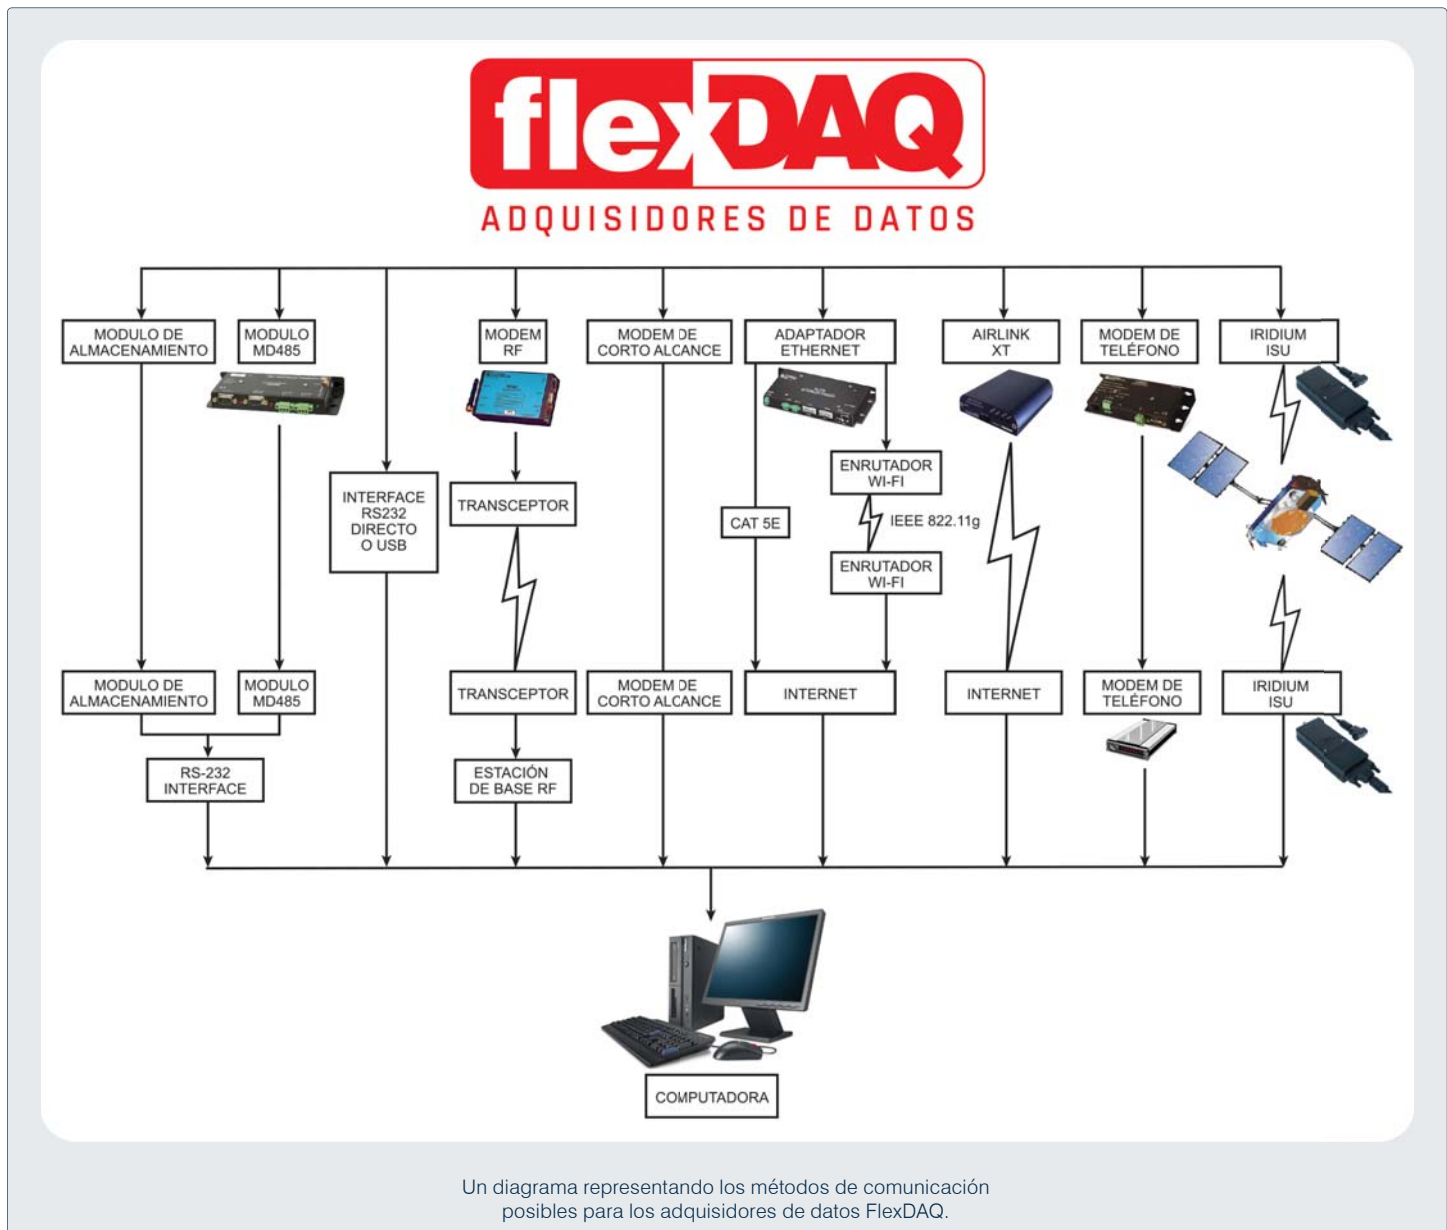 flexDAQ
ADQUISIDORES DE DATOS
MODULO DE
ALMACENAMIENTO
MODULO
MD485
MODEM
RF
MODEM DE
CORTO ALCANCE
ADAPTADOR
ETHERNET
AIRLINK
XT
MODEM DE
TELÉFONO
IRIDIUM
ISU
INTERFACE
RS232
DIRECTO
O USB
TRANSCEPTOR
CAT 5E
ENRUTADOR
WI-FI
IEEE 822.11g
ENRUTADOR
WI-FI
MODULO DE
ALMACENAMIENTO
MODULO
MD485
TRANSCEPTOR
MODEM DE
CORTO ALCANCE
INTERNET
INTERNET
MODEM DE
TELÉFONO
IRIDIUM
ISU
RS-232
INTERFACE
ESTACIÓN
DE BASE RF
COMPUTADORA
Un diagrama representando los métodos de comunicación
posibles para los adquisidores de datos FlexDAQ.